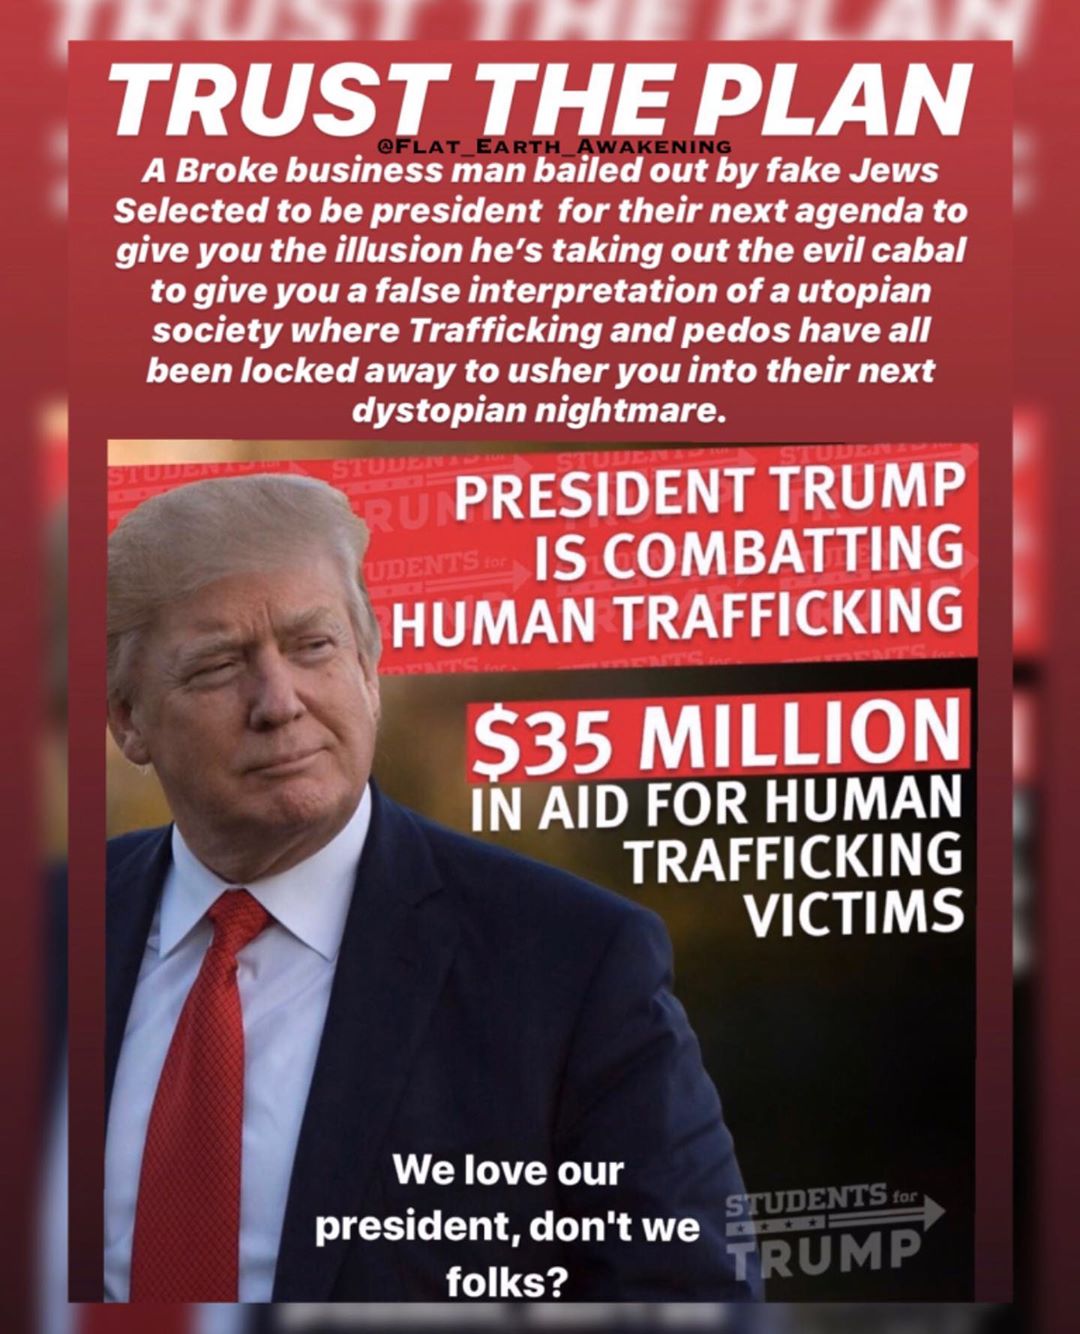 TRUST THE PLAN
TRUST THE PLAN
@FLAT_EARTH_AWAKENING
A Broke business man bailed out by fake Jews
Selected to be president for their next agenda to
give you the illusion he's taking out the evil cabal
to give you a false interpretation of a utopian
society where Trafficking and pedos have all
been locked away to usher you into their next
dystopian nightmare.
PRESIDENT TRUMP
IS COMBATTING
HUMAN TRAFFICKING
$35 MILLION
IN AID FOR HUMAN
TRAFFICKING
VICTIMS
We love our
president, don't we
folks?
STUDENTS for
TRUMP